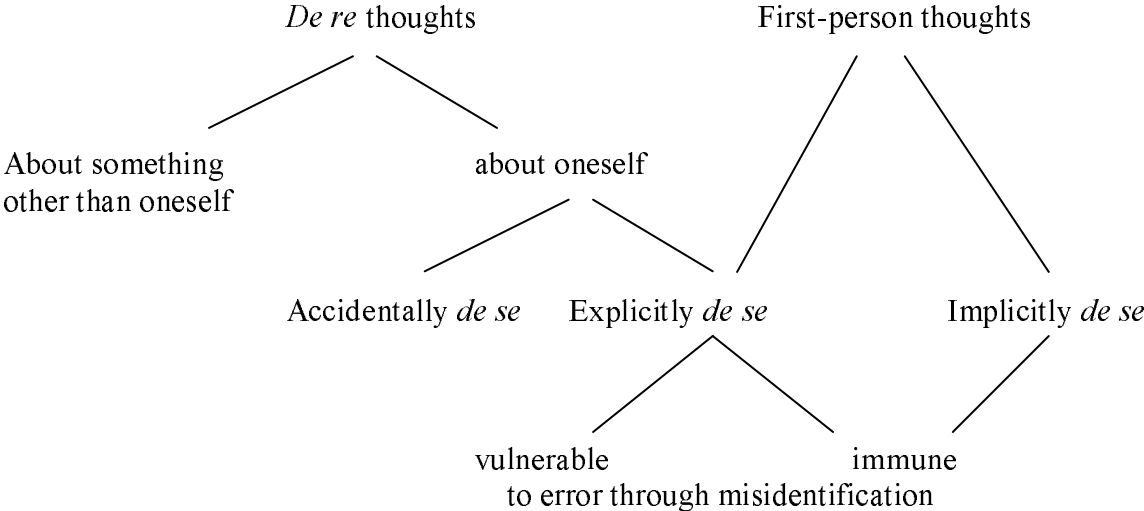 De re thoughts First-person thoughts
About something about oneself
other than oneself
Accidentally de se Explicitly de se Implicitly de se
vulnerable immune
to error through misidentification